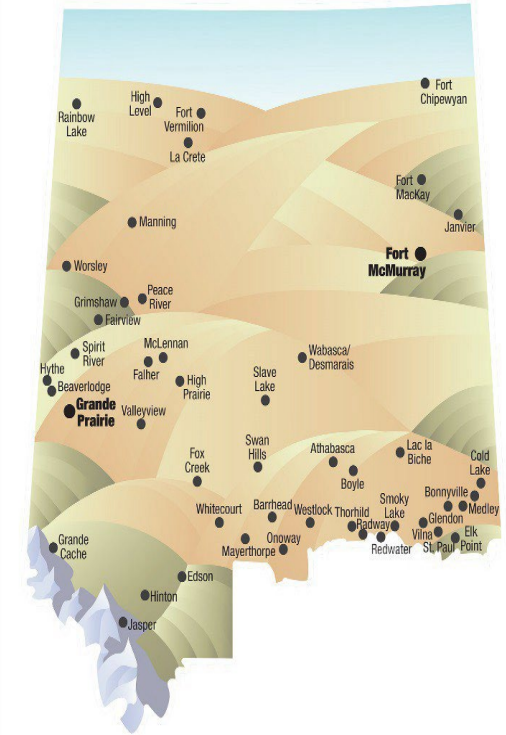 Fort
Chipewyan
Rainbow
Lake
High
Level
Fort
Vermilion
La Crete
Fort
MacKay
Janvier
Manning
Fort
McMurray
Worsley
Peace
River
Grimshaw
Fairview
McLennan
Spirit
River
Wabasca/
Desmarais
Falher
Hythe
Beaverlodge
High
Prairie
Slave
Lake
Grande
Prairie
Valleyview
Swan
Hills
Athabasca
Lac la
Biche
Fox
Creek
Cold
Lake
Boyle
Bonnyville
Medley
Smoky
Lake
Whitecourt
Barrhead
Westlock
Thorhild
Radway
Glendon
Vilna
Elk
Point
St. Paul
Redwater
Onoway
Mayerthorpe
Grande
Cache
Edson
Hinton
Jasper